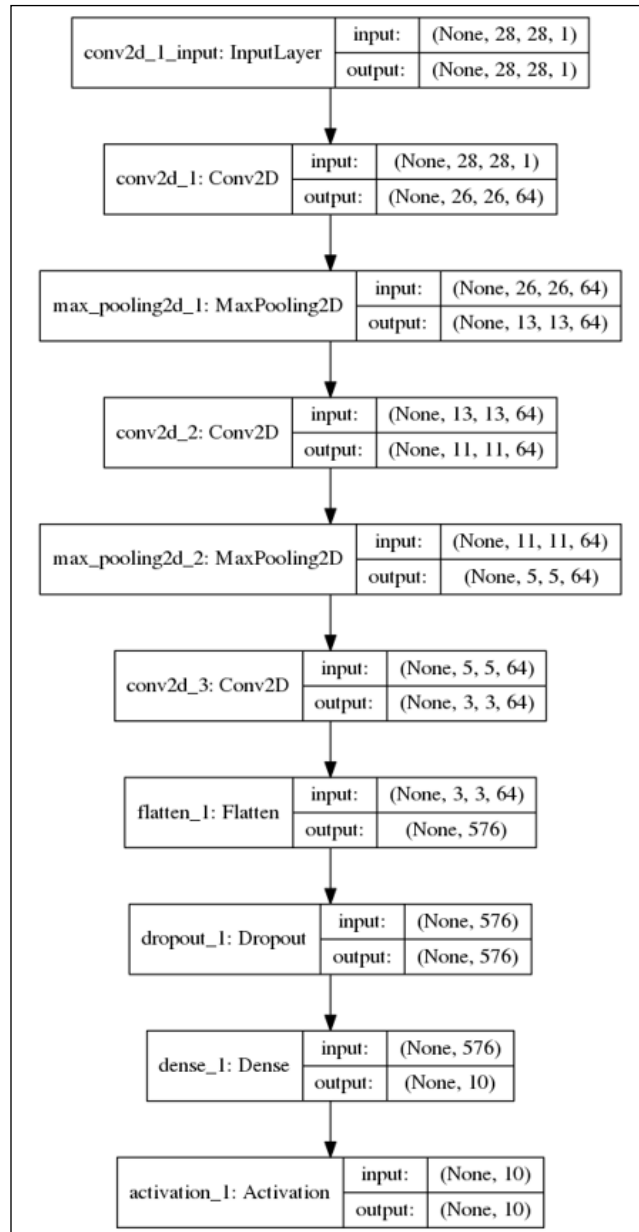 conv2d_1_input: InputLayer
input: (None, 28, 28, 1)
output: (None, 28, 28, 1)
conv2d_1: Conv2D
input: (None, 28, 28, 1)
output: (None, 26, 26, 64)
max_pooling2d_1: MaxPooling2D
input: (None, 26, 26, 64)
output: (None, 13, 13, 64)
conv2d_2: Conv2D
input: (None, 13, 13, 64)
output: (None, 11, 11, 64)
max_pooling2d_2: MaxPooling2D
input: (None, 11, 11, 64)
output: (None, 5, 5, 64)
conv2d_3: Conv2D
input: (None, 5, 5, 64)
output: (None, 3, 3, 64)
flatten_1: Flatten
input: (None, 3, 3, 64)
output: (None, 576)
dropout_1: Dropout
input: (None, 576)
output: (None, 576)
dense_1: Dense
input: (None, 576)
output: (None, 10)
activation_1: Activation
input: (None, 10)
output: (None, 10)